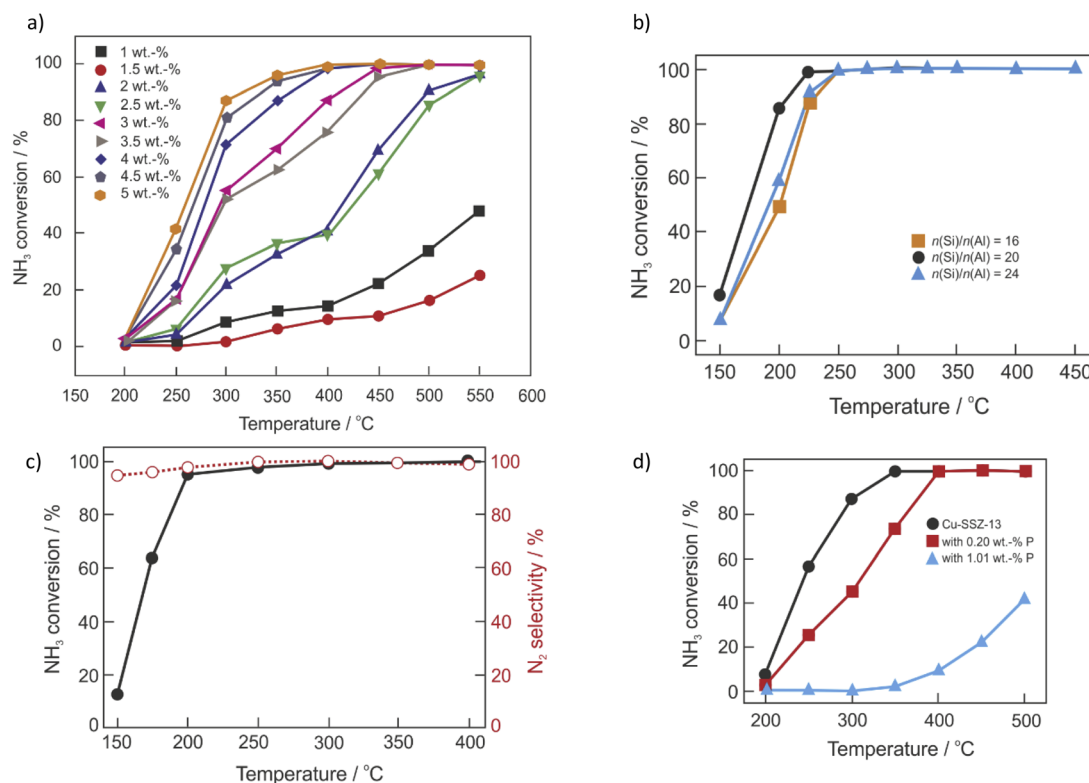 a)
NH₃ conversion / %
100
80
60
40
20
0
1 wt.-%
1.5 wt.-%
2 wt.-%
2.5 wt.-%
3 wt.-%
3.5 wt.-%
4 wt.-%
4.5 wt.-%
5 wt.-%
150 200 250 300 350 400 450 500 550 600
Temperature / °C
b)
NH₃ conversion / %
100
80
60
40
20
0
n(Si)/n(Al) = 16
n(Si)/n(Al) = 20
n(Si)/n(Al) = 24
150 200 250 300 350 400 450
Temperature / °C
c)
NH₃ conversion / %
100
80
60
40
20
0
100
80
60
40
20
0
N₂ selectivity / %
150 200 250 300 350 400
Temperature / °C
d)
NH₃ conversion / %
100
80
60
40
20
0
Cu-SSZ-13
with 0.20 wt.-% P
with 1.01 wt.-% P
200 300 400 500
Temperature / °C